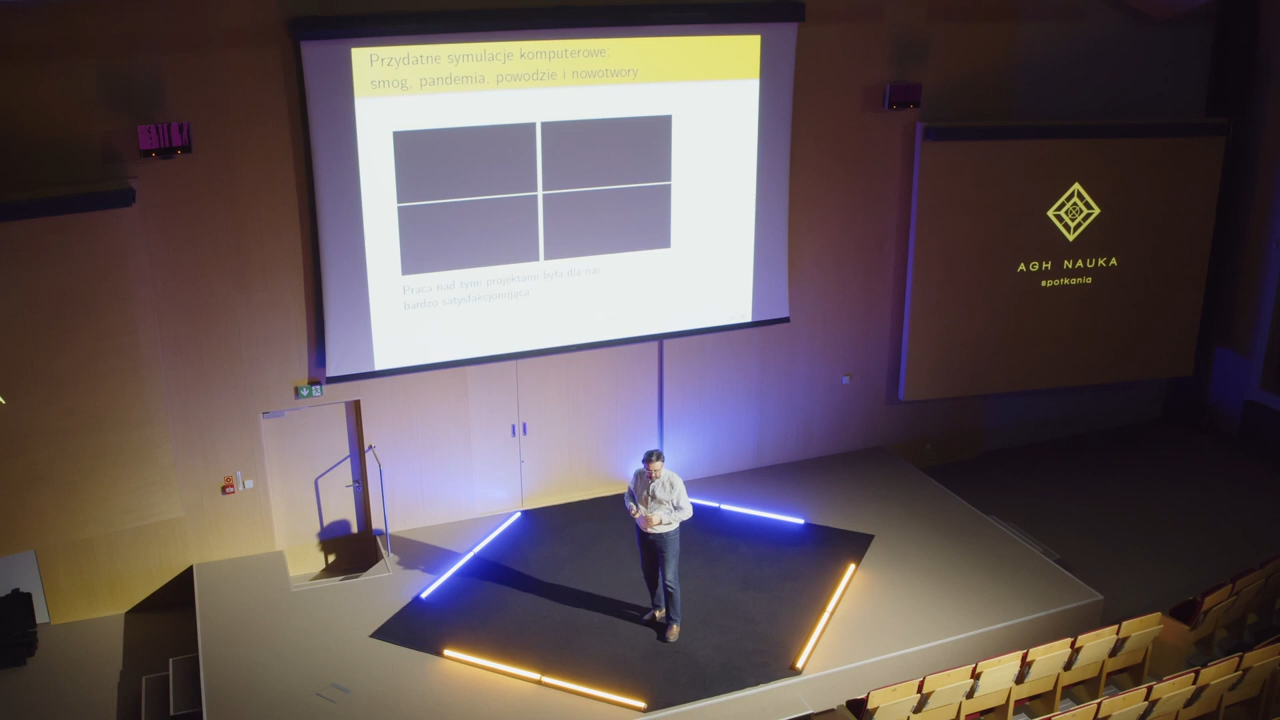 Przydatne symulacje komputerowe:
smog, pandemia, powodzie i nowotwory
Praca nad tymi projektami była dla nas
bardzo satysfakcjonująca
AGH NAUKA
spotkania